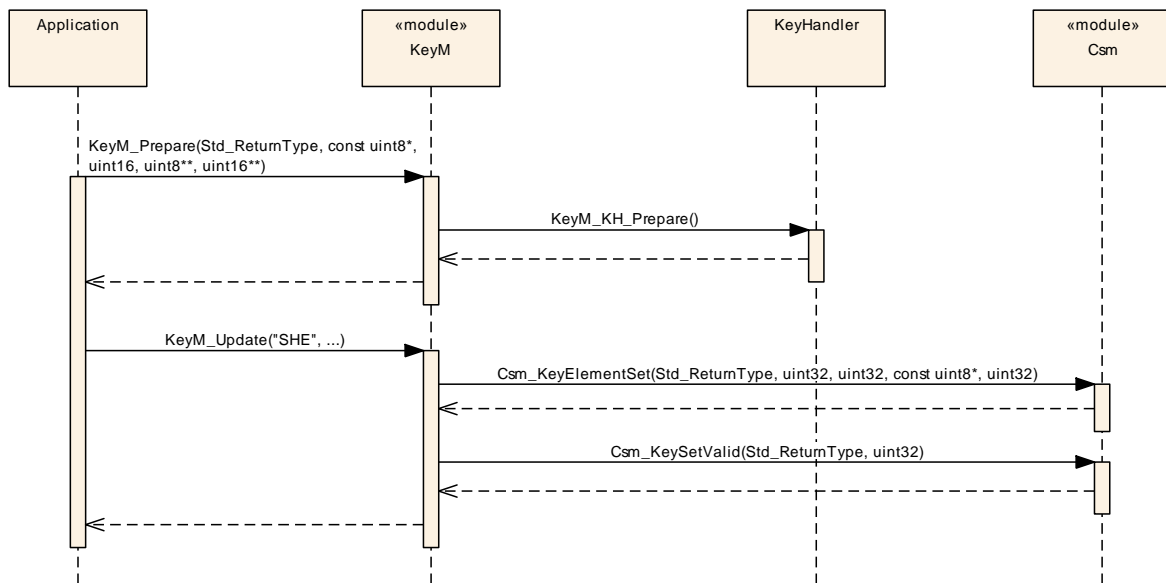 Application
«module»
KeyM
KeyHandler
«module»
Csm
KeyM_Prepare(Std_ReturnType, const uint8*,
uint16, uint8**, uint16**)
KeyM_KH_Prepare()
KeyM_Update("SHE", ...)
Csm_KeyElementSet(Std_ReturnType, uint32, uint32, const uint8*, uint32)
Csm_KeySetValid(Std_ReturnType, uint32)